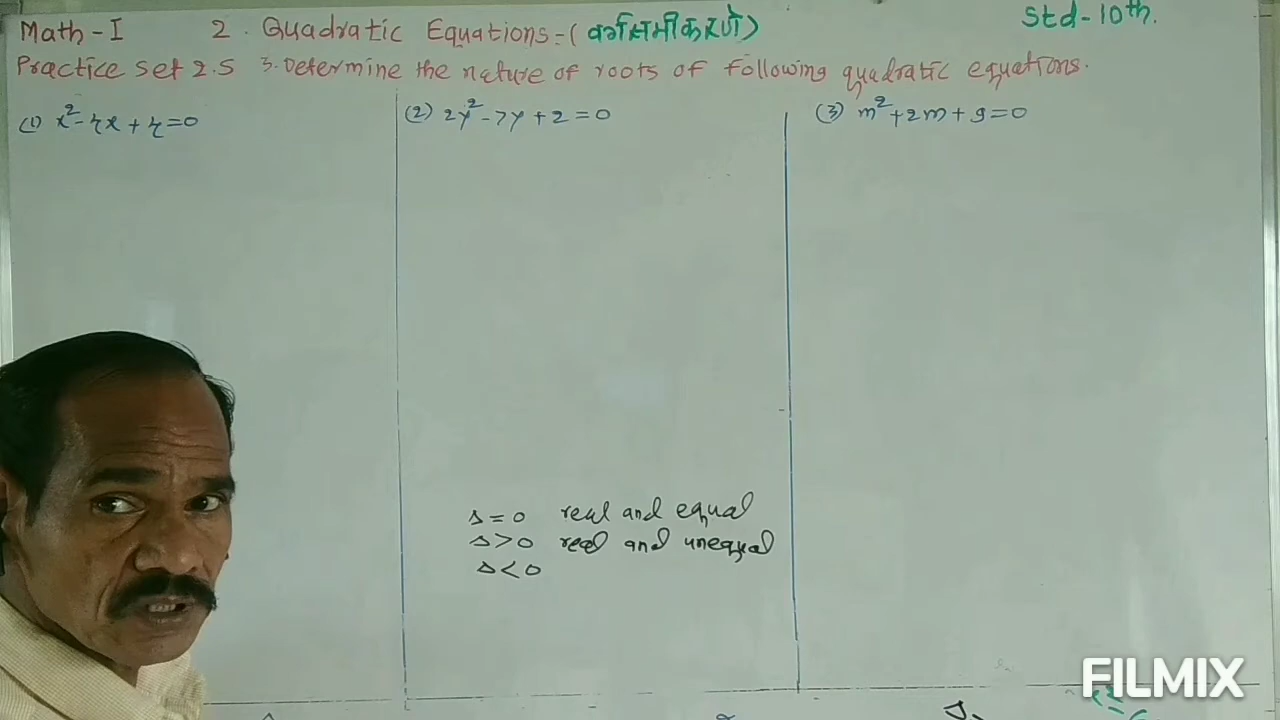 Math-I 2. Quadratic Equations:-(वर्गसमीकरणे) Std-10th.
Practice Set 2.5 3. Determine the nature of roots of following quadratic equations.
(1) x²-4x+4=0 (2) 2y²-7y+2=0 (3) m²+2m+9=0
Δ=0 real and equal
Δ>0 real and unequal
Δ<0
FILMIX